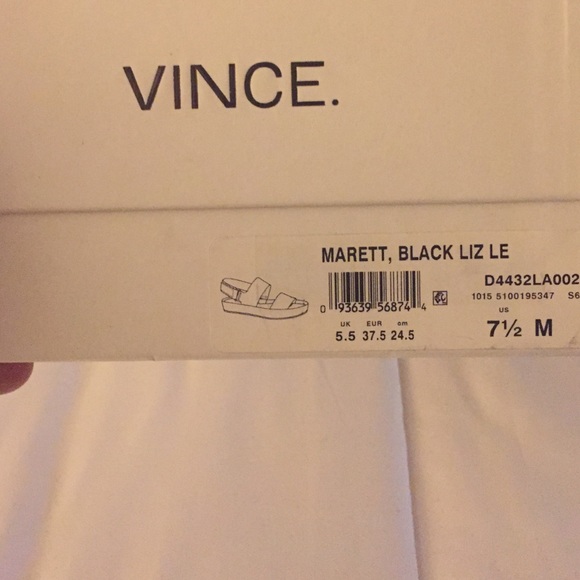 VINCE.
MARETT, BLACK LIZ LE
D4432LA002
0 93639 56874 4
1015 5100195347 S6
US
UK EUR cm
5.5 37.5 24.5
7½ M